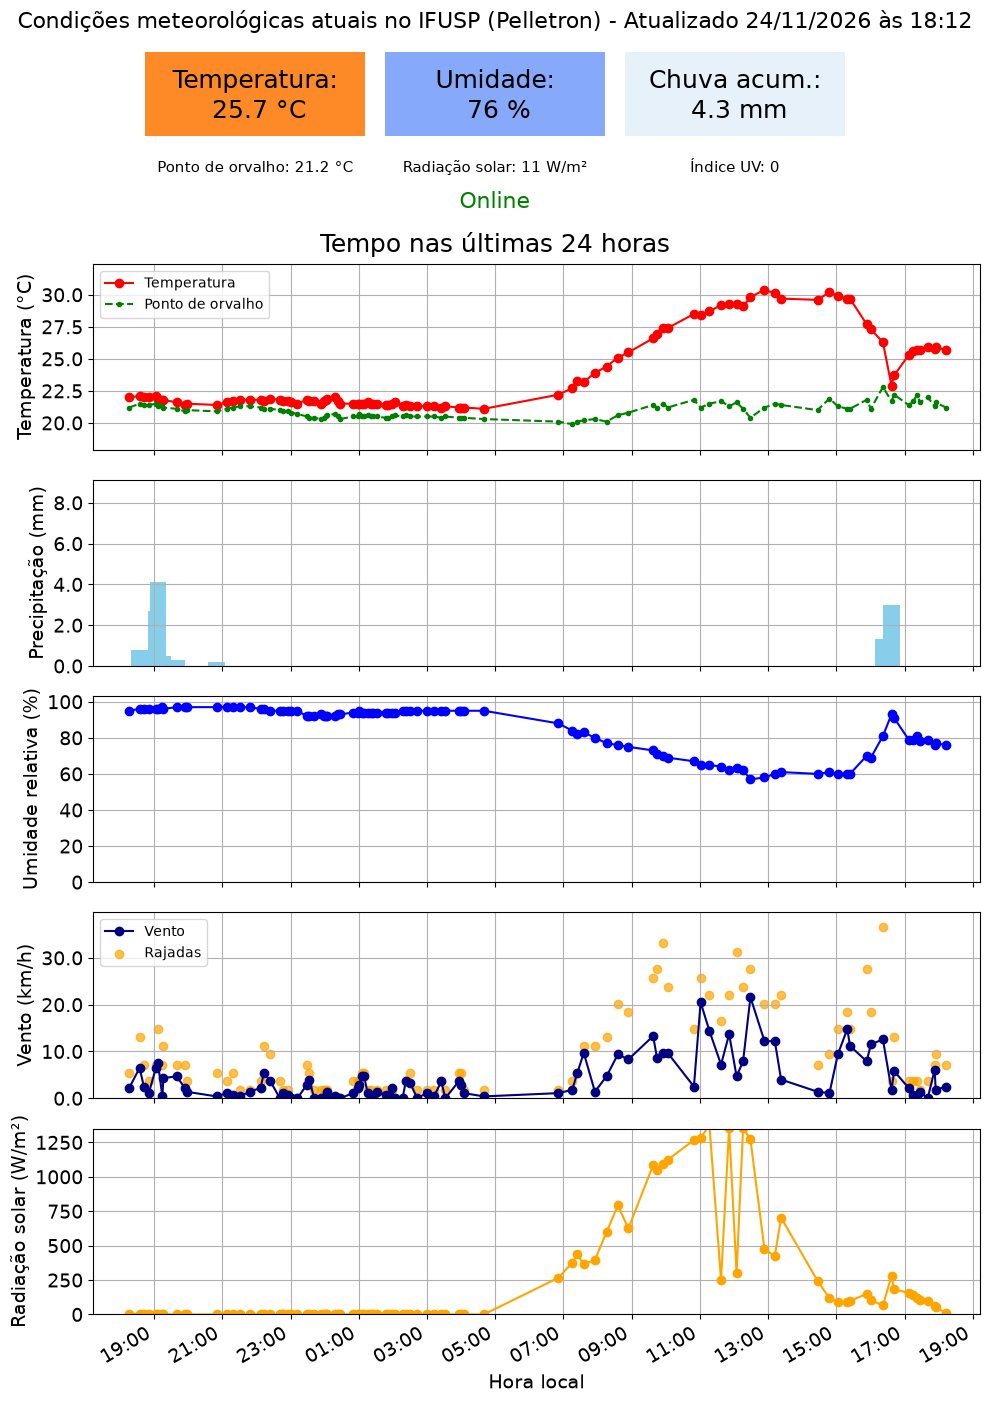 Condições meteorológicas atuais no IFUSP (Pelletron) - Atualizado 24/11/2026 às 18:12
Temperatura:
25.7 °C
Umidade:
76 %
Chuva acum.:
4.3 mm
Ponto de orvalho: 21.2 °C
Radiação solar: 11 W/m²
Índice UV: 0
Online
Tempo nas últimas 24 horas
Temperatura (°C)
30.0
27.5
25.0
22.5
20.0
Temperatura
Ponto de orvalho
Precipitação (mm)
8.0
6.0
4.0
2.0
0.0
Umidade relativa (%)
100
80
60
40
20
0
Vento (km/h)
30.0
20.0
10.0
0.0
Vento
Rajadas
Radiação solar (W/m²)
1250
1000
750
500
250
0
19:00
21:00
23:00
01:00
03:00
05:00
07:00
09:00
11:00
13:00
15:00
17:00
19:00
Hora local